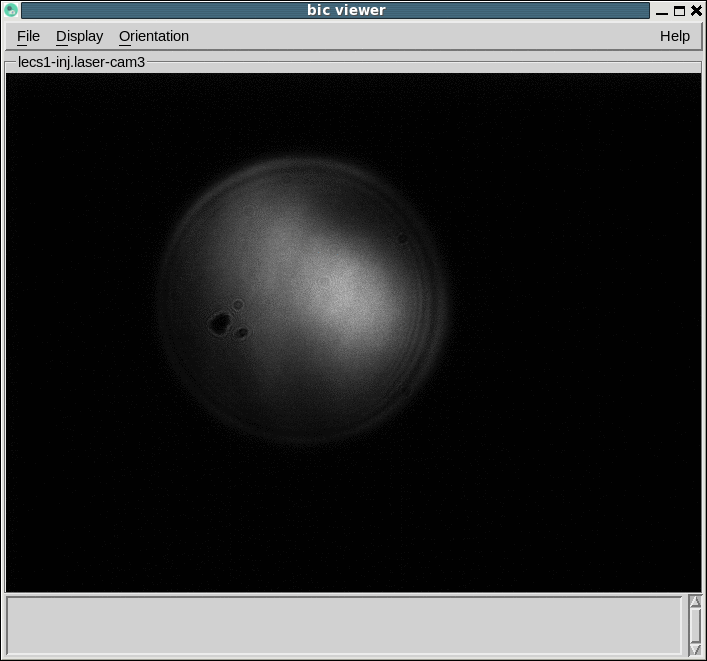 bic viewer
File Display Orientation Help
lecs1-inj.laser-cam3